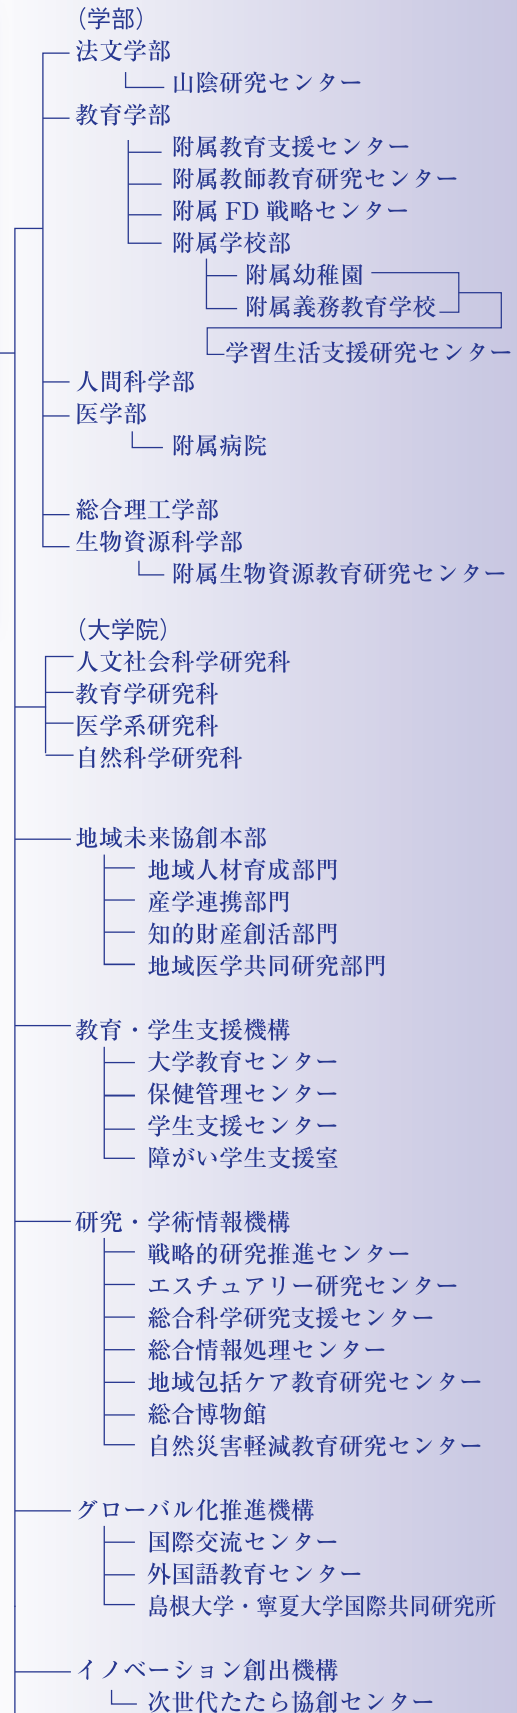 （学部）
法文学部
山陰研究センター
教育学部
附属教育支援センター
附属教師教育研究センター
附属 FD 戦略センター
附属学校部
附属幼稚園
附属義務教育学校
学習生活支援研究センター
人間科学部
医学部
附属病院
総合理工学部
生物資源科学部
附属生物資源教育研究センター
（大学院）
人文社会科学研究科
教育学研究科
医学系研究科
自然科学研究科
地域未来協創本部
地域人材育成部門
産学連携部門
知的財産創活部門
地域医学共同研究部門
教育・学生支援機構
大学教育センター
保健管理センター
学生支援センター
障がい学生支援室
研究・学術情報機構
戦略的研究推進センター
エスチュアリー研究センター
総合科学研究支援センター
総合情報処理センター
地域包括ケア教育研究センター
総合博物館
自然災害軽減教育研究センター
グローバル化推進機構
国際交流センター
外国語教育センター
島根大学・寧夏大学国際共同研究所
イノベーション創出機構
次世代たたら協創センター